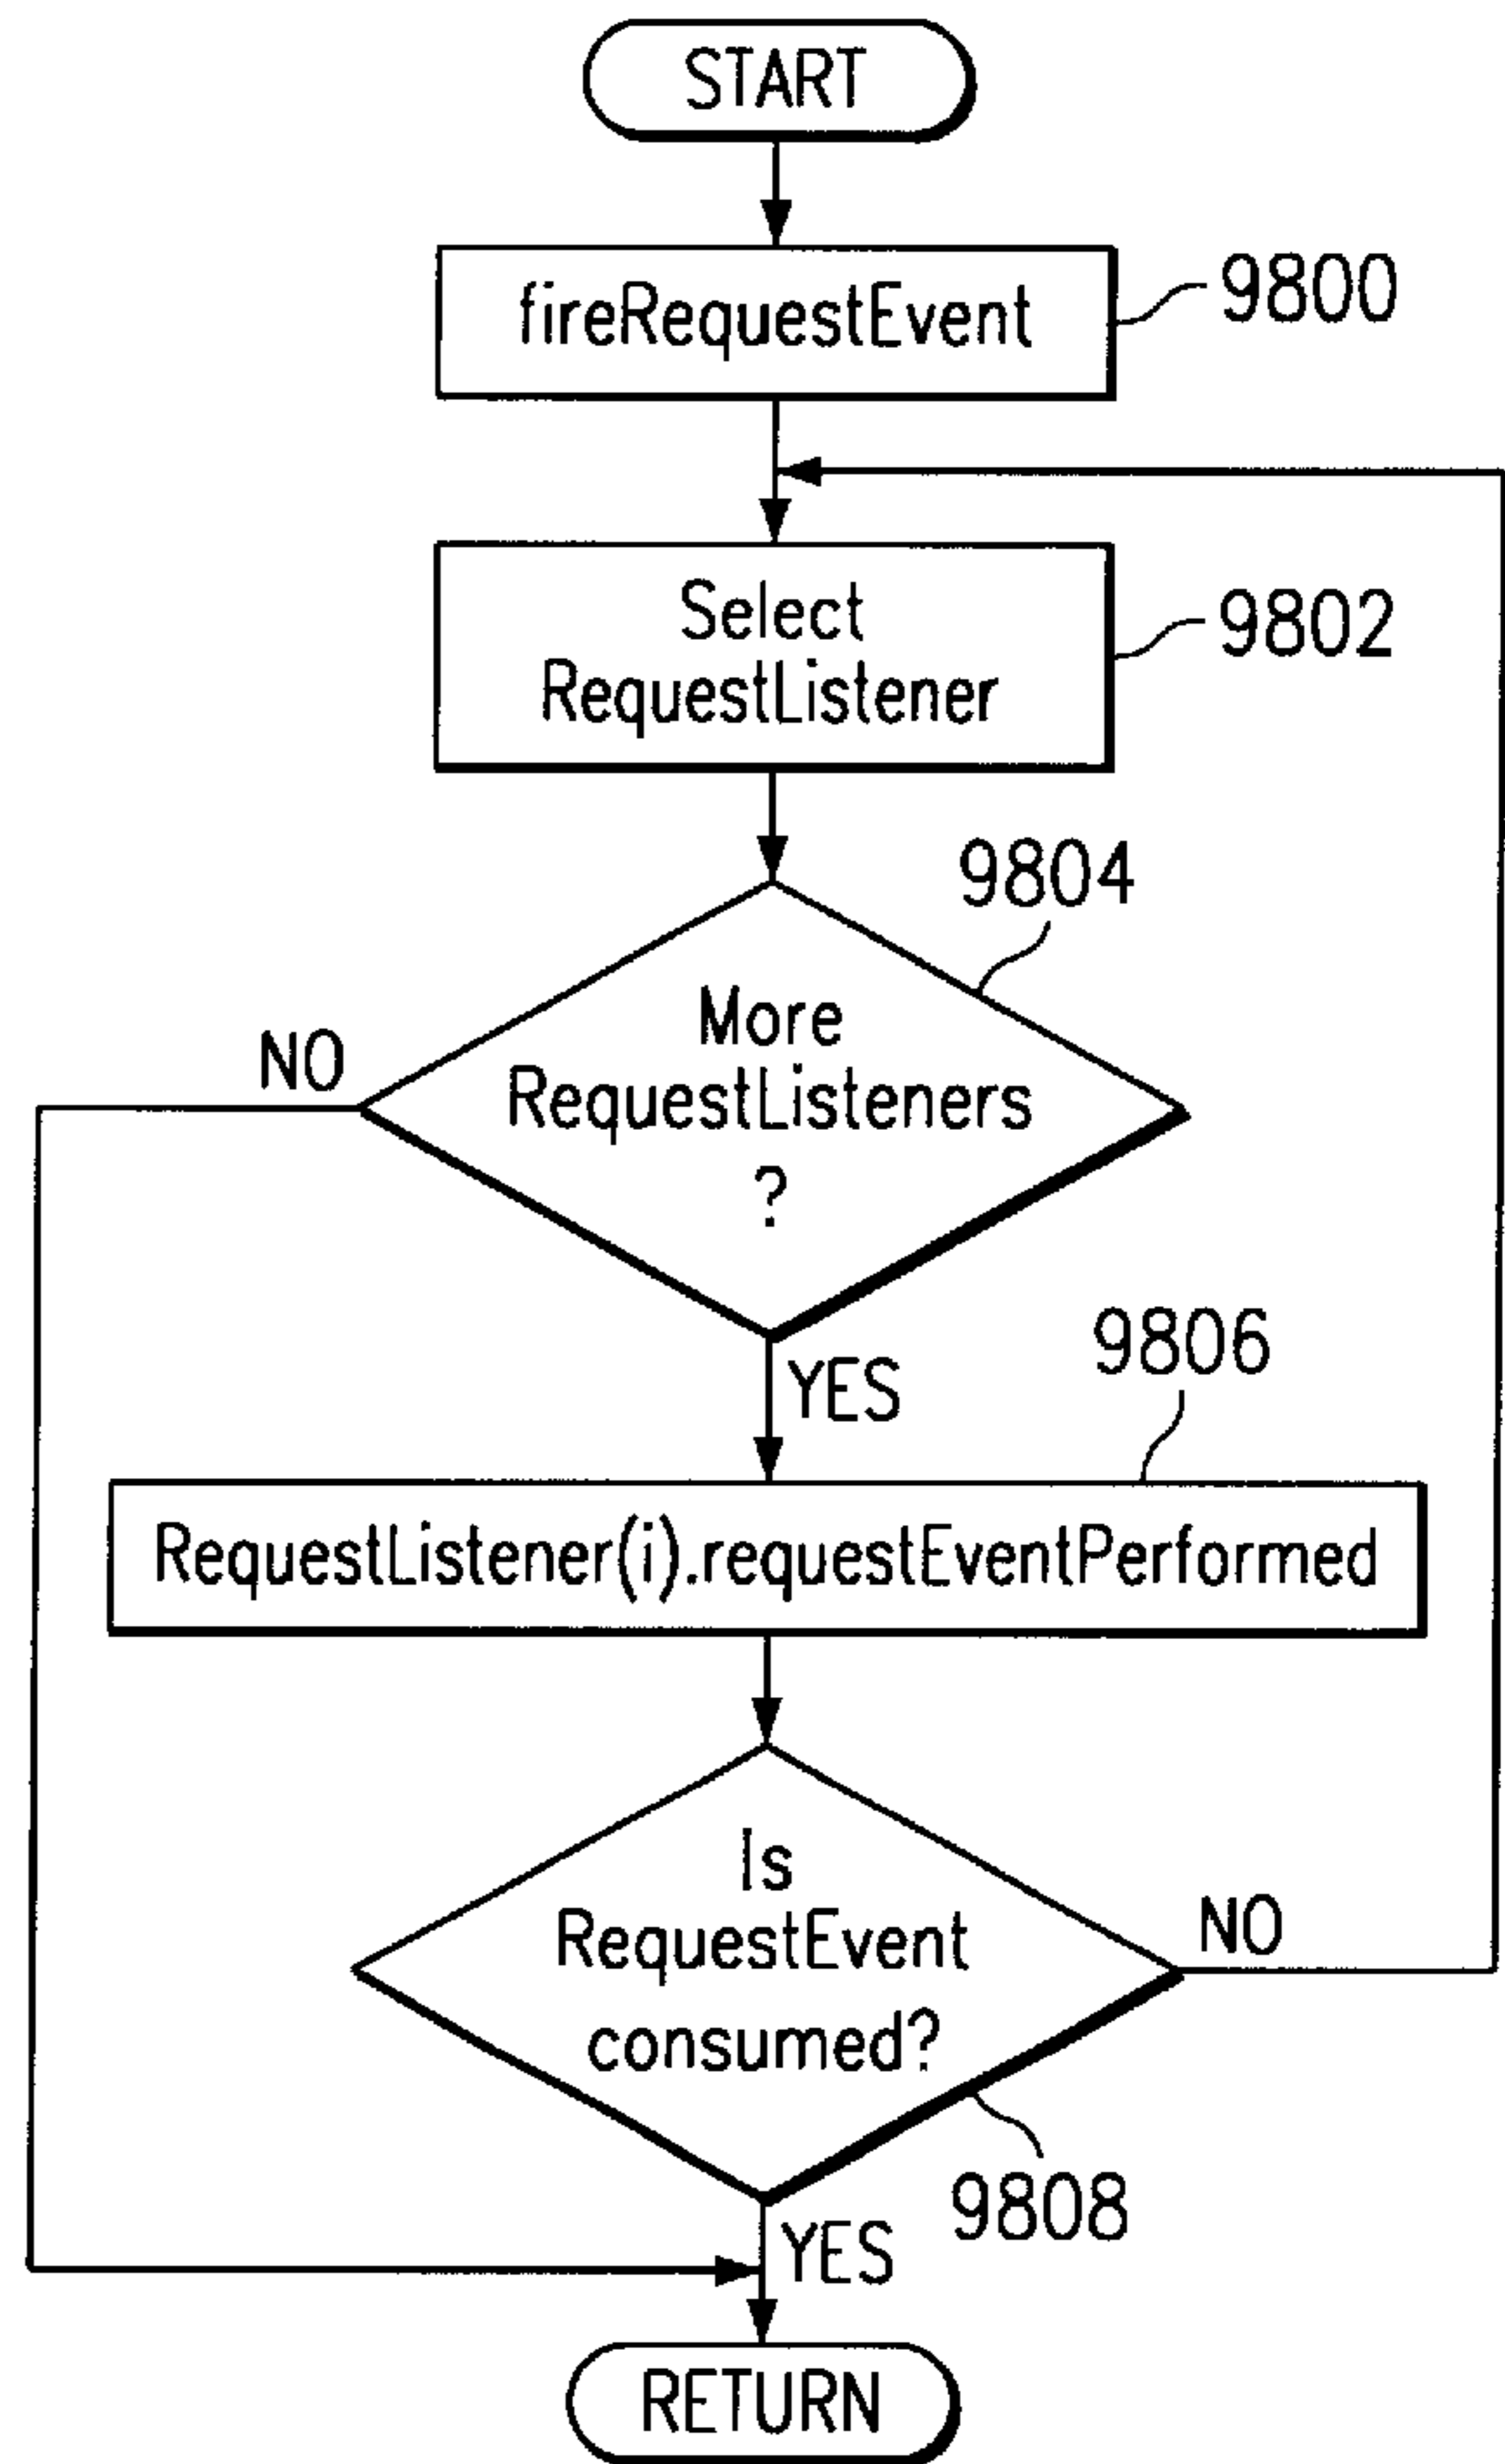 START
fireRequestEvent
9800
Select
RequestListener
9802
9804
More
RequestListeners
?
NO
YES
9806
RequestListener(i).requestEventPerformed
Is
RequestEvent
consumed?
NO
9808
YES
RETURN